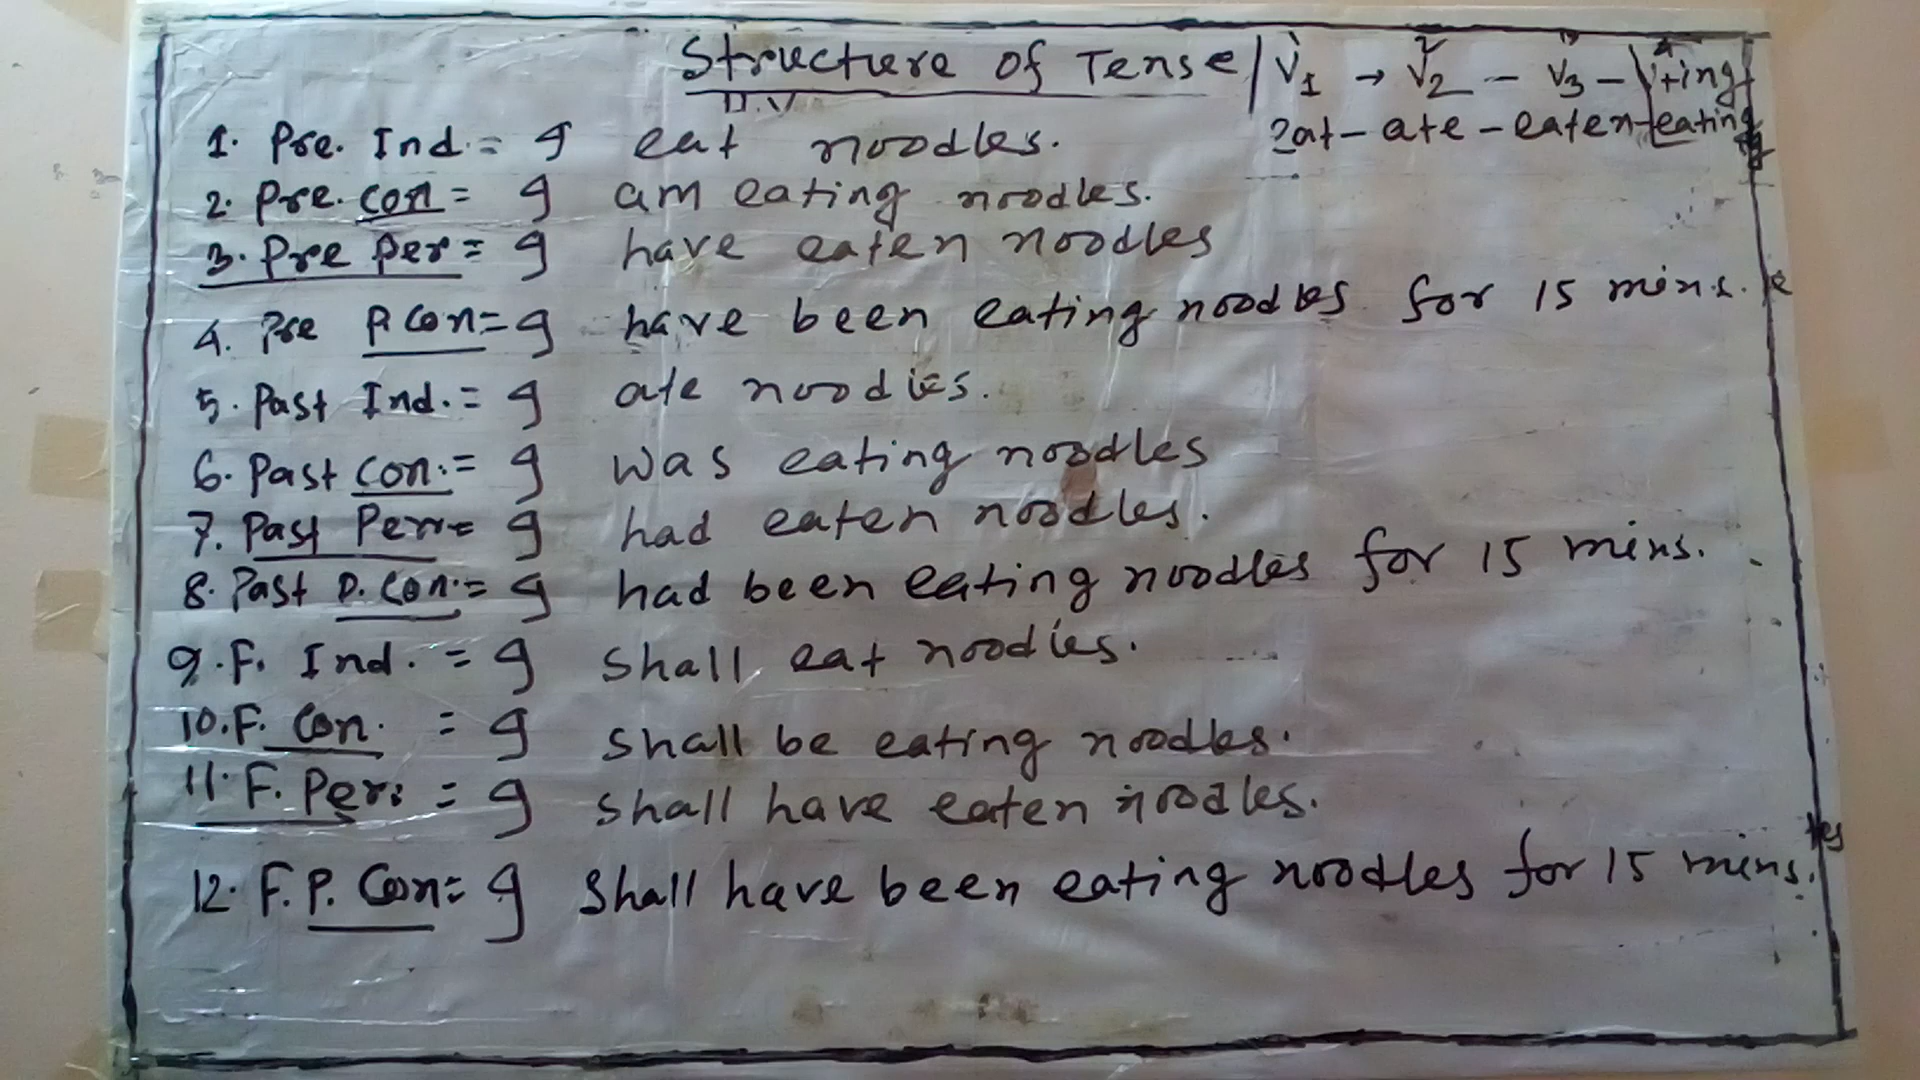 Structure of Tense / V1 → V2 - V3 - V+ing
eat - ate - eaten - eating
1. Pre. Ind. = I eat noodles.
2. Pre. Con = I am eating noodles.
3. Pre Per = I have eaten noodles
4. Pre P. Con = I have been eating noodles for 15 mins.
5. Past Ind. = I ate noodles.
6. Past Con. = I was eating noodles
7. Past Per = I had eaten noodles.
8. Past P. Con. = I had been eating noodles for 15 mins.
9. F. Ind. = I shall eat noodles.
10. F. Con. = I shall be eating noodles.
11. F. Per. = I shall have eaten noodles.
12. F. P. Con = I shall have been eating noodles for 15 mins.